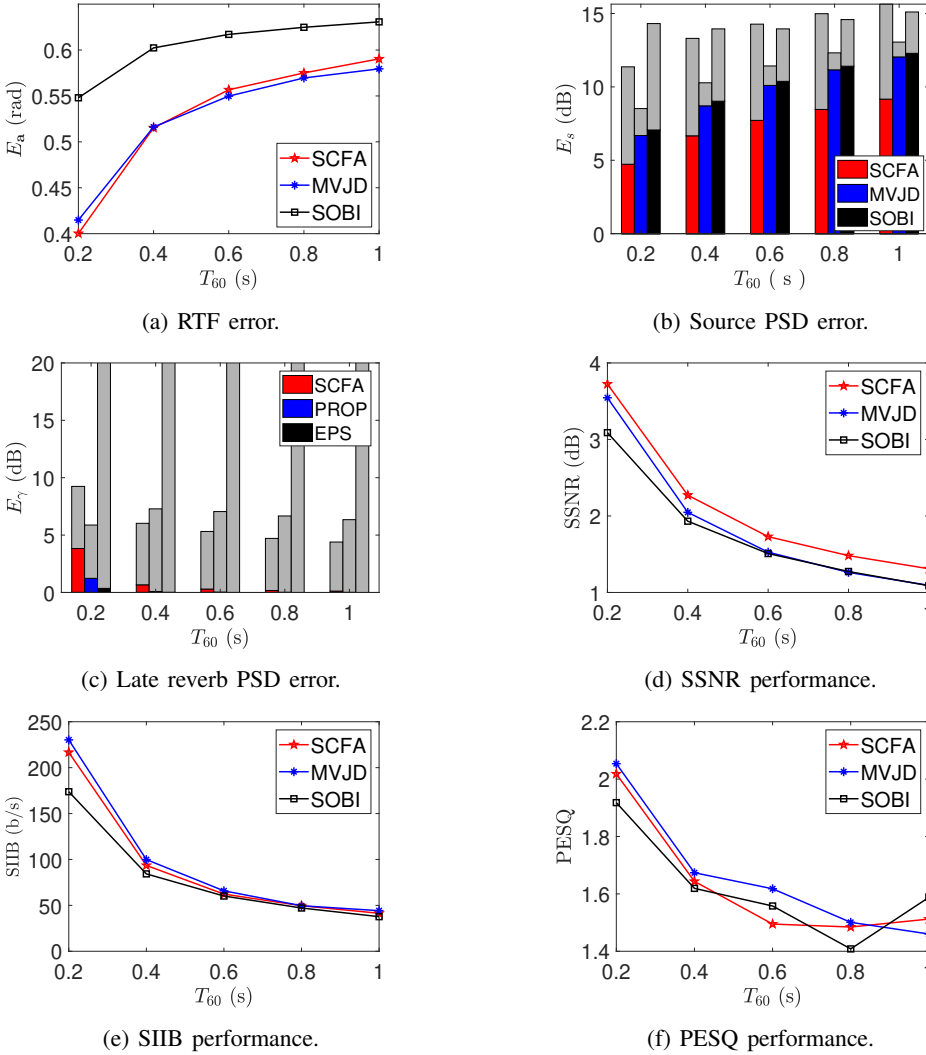 0.6
0.55
0.5
0.45
0.4
E_a (rad)
SCFA
MVJD
SOBI
0.2 0.4 0.6 0.8 1
T_60 (s)
(a) RTF error.
15
10
5
0
E_s (dB)
SCFA
MVJD
SOBI
0.2 0.4 0.6 0.8 1
T_60 ( s )
(b) Source PSD error.
20
15
10
5
0
E_γ (dB)
SCFA
PROP
EPS
0.2 0.4 0.6 0.8 1
T_60 (s)
(c) Late reverb PSD error.
4
3
2
1
SSNR (dB)
SCFA
MVJD
SOBI
0.2 0.4 0.6 0.8 1
T_60 (s)
(d) SSNR performance.
250
200
150
100
50
0
SIIB (b/s)
SCFA
MVJD
SOBI
0.2 0.4 0.6 0.8 1
T_60 (s)
(e) SIIB performance.
2.2
2
1.8
1.6
1.4
PESQ
SCFA
MVJD
SOBI
0.2 0.4 0.6 0.8 1
T_60 (s)
(f) PESQ performance.